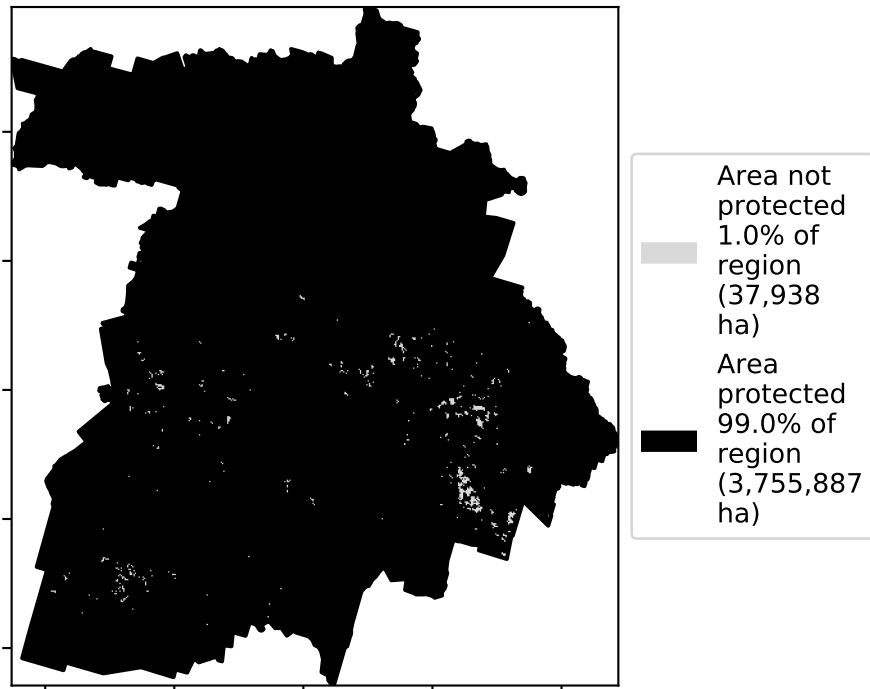 Area not
protected
1.0% of
region
(37,938
ha)
Area
protected
99.0% of
region
(3,755,887
ha)